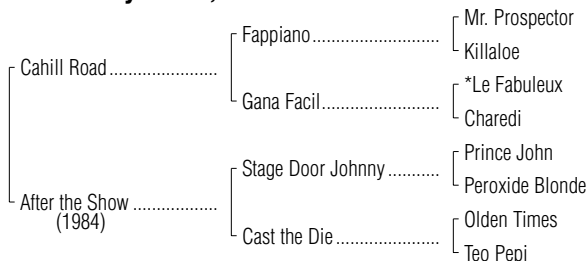 Mr. Prospector
Fappiano
Killaloe
Cahill Road
*Le Fabuleux
Gana Facil
Charedi
Prince John
Stage Door Johnny
Peroxide Blonde
After the Show
(1984)
Olden Times
Cast the Die
Teo Pepi